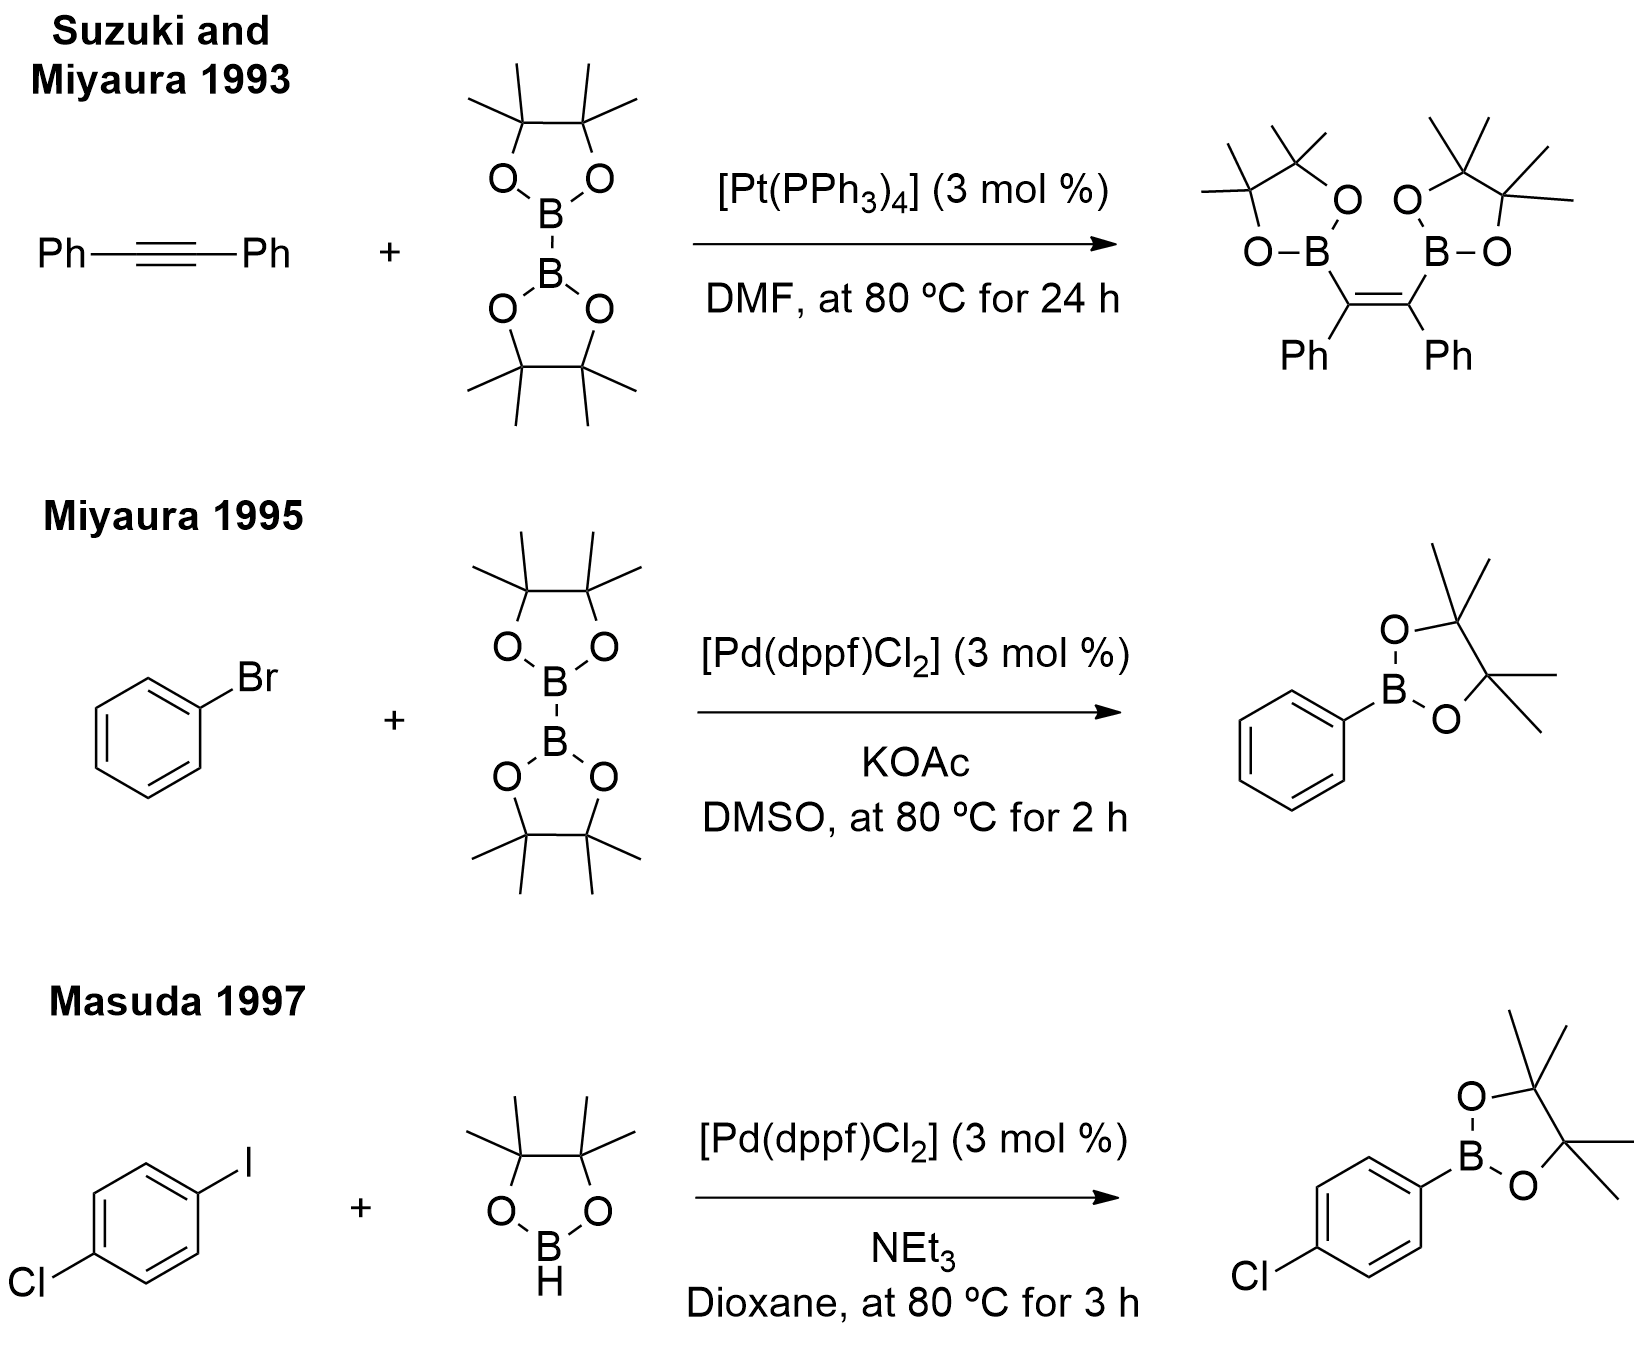 Suzuki and
Miyaura 1993
Ph
Ph
+
O
O
B
B
O
O
[Pt(PPh3)4] (3 mol %)
DMF, at 80 ºC for 24 h
O
O
O
B
B
O
Ph
Ph
Miyaura 1995
Br
+
O
O
B
B
O
O
[Pd(dppf)Cl2] (3 mol %)
KOAc
DMSO, at 80 ºC for 2 h
O
B
O
Masuda 1997
I
Cl
+
O
O
B
H
[Pd(dppf)Cl2] (3 mol %)
NEt3
Dioxane, at 80 ºC for 3 h
O
B
O
Cl